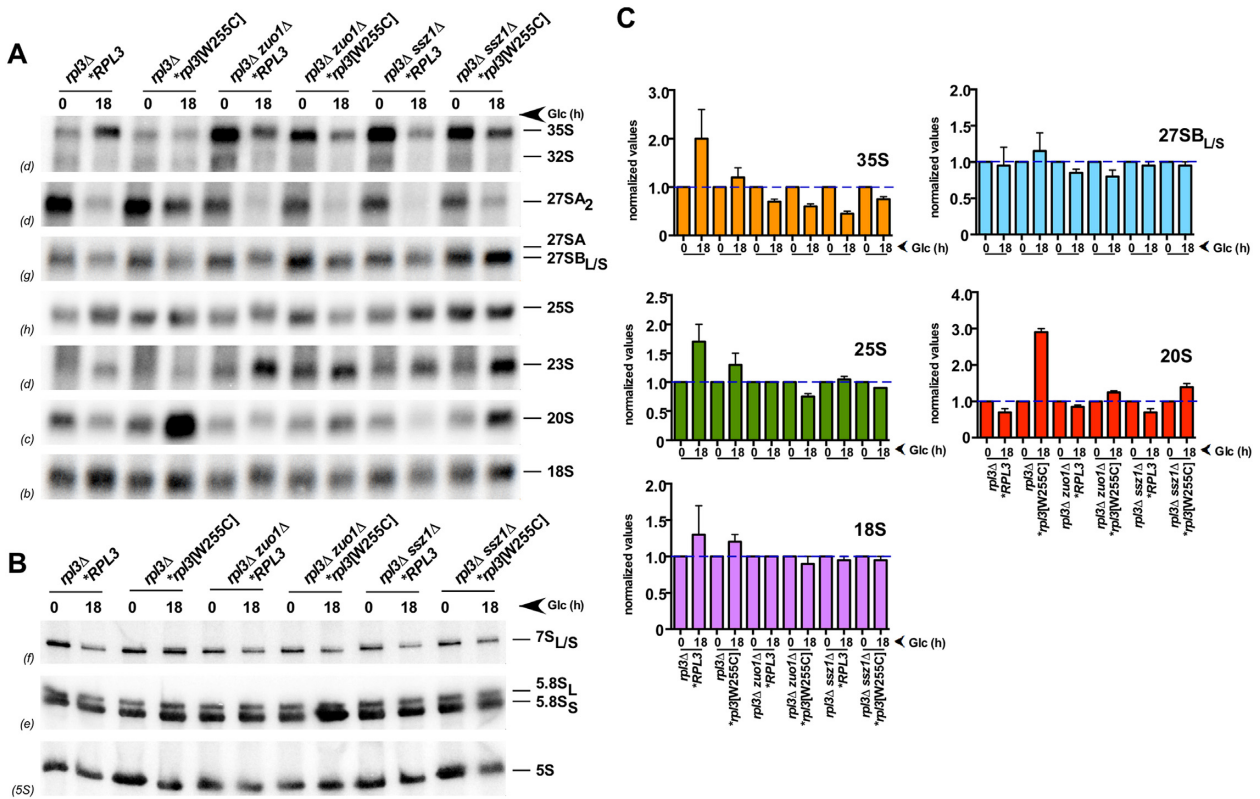 A
rpl3Δ *RPL3
rpl3Δ *rpl3[W255C]
rpl3Δ zuo1Δ *RPL3
rpl3Δ zuo1Δ *rpl3[W255C]
rpl3Δ ssz1Δ *RPL3
rpl3Δ ssz1Δ *rpl3[W255C]
0 18 0 18 0 18 0 18 0 18 0 18 Glc (h)
35S
(d) 32S
(d) 27SA2
27SA
(g) 27SBL/S
(h) 25S
(d) 23S
(c) 20S
(b) 18S
B
rpl3Δ *RPL3
rpl3Δ *rpl3[W255C]
rpl3Δ zuo1Δ *RPL3
rpl3Δ zuo1Δ *rpl3[W255C]
rpl3Δ ssz1Δ *RPL3
rpl3Δ ssz1Δ *rpl3[W255C]
0 18 0 18 0 18 0 18 0 18 0 18 Glc (h)
(f) 7SL/S
5.8SL
(e) 5.8SS
(5S) 5S
C
normalized values
3.0
2.0
1.0
0
35S
0 18 0 18 0 18 0 18 0 18 0 18 Glc (h)
normalized values
2.0
1.5
1.0
0.5
0
27SBL/S
0 18 0 18 0 18 0 18 0 18 0 18 Glc (h)
normalized values
2.5
2.0
1.5
1.0
0.5
0
25S
0 18 0 18 0 18 0 18 0 18 0 18 Glc (h)
normalized values
4.0
3.0
2.0
1.0
0
20S
0 18 0 18 0 18 0 18 0 18 0 18 Glc (h)
rpl3Δ *RPL3
rpl3Δ *rpl3[W255C]
rpl3Δ zuo1Δ *RPL3
rpl3Δ zuo1Δ *rpl3[W255C]
rpl3Δ ssz1Δ *RPL3
rpl3Δ ssz1Δ *rpl3[W255C]
normalized values
2.0
1.5
1.0
0.5
0
18S
0 18 0 18 0 18 0 18 0 18 0 18 Glc (h)
rpl3Δ *RPL3
rpl3Δ *rpl3[W255C]
rpl3Δ zuo1Δ *RPL3
rpl3Δ zuo1Δ *rpl3[W255C]
rpl3Δ ssz1Δ *RPL3
rpl3Δ ssz1Δ *rpl3[W255C]